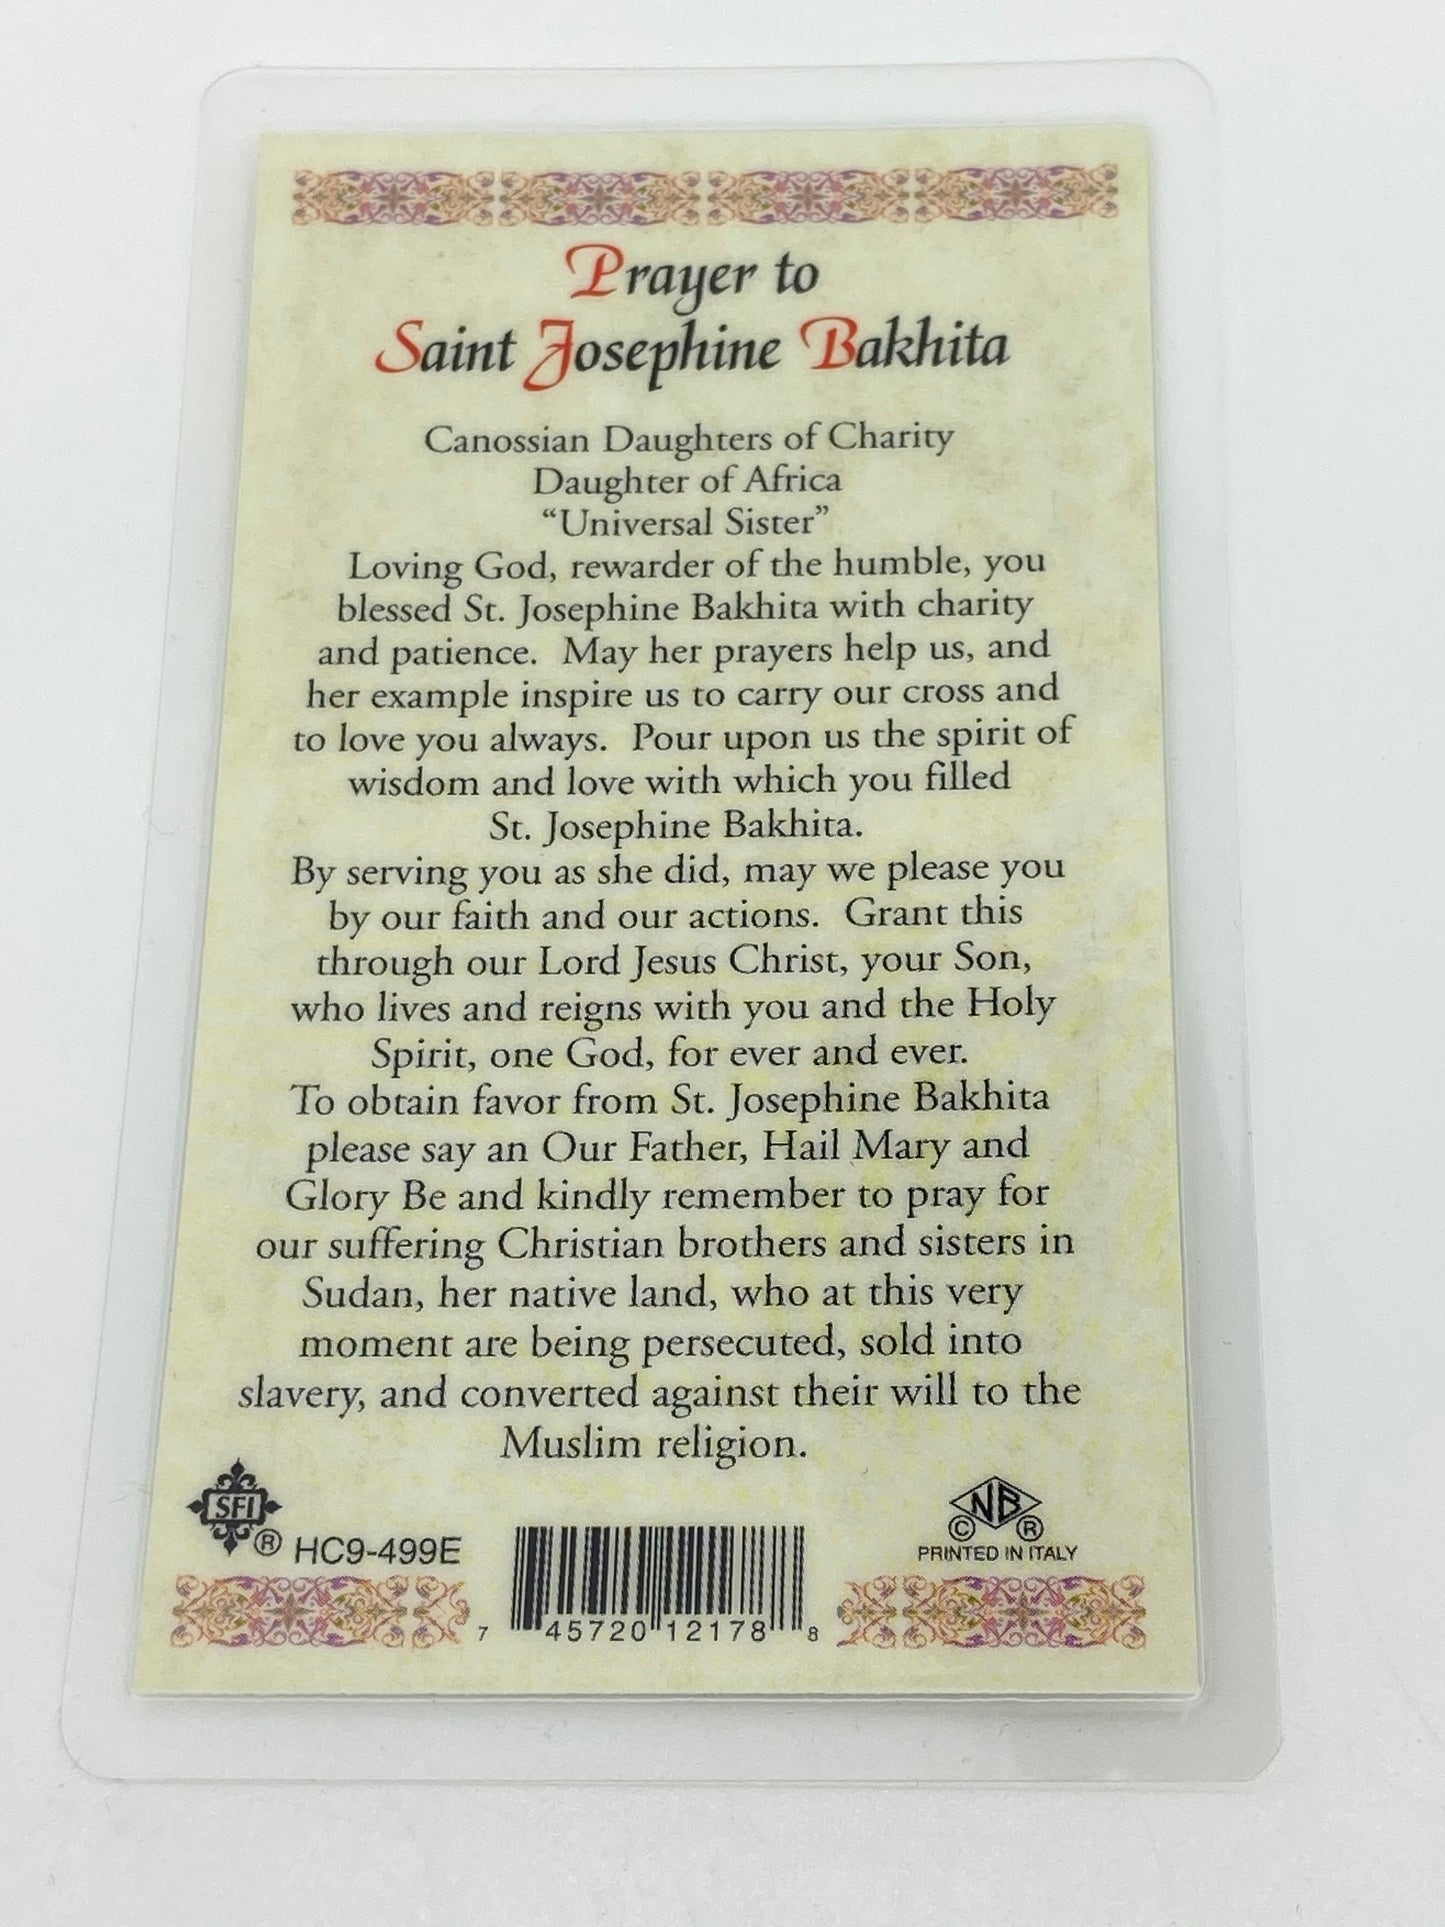 Prayer to
Saint Josephine Bakhita
Canossian Daughters of Charity
Daughter of Africa
“Universal Sister”
Loving God, rewarder of the humble, you
blessed St. Josephine Bakhita with charity
and patience. May her prayers help us, and
her example inspire us to carry our cross and
to love you always. Pour upon us the spirit of
wisdom and love with which you filled
St. Josephine Bakhita.
By serving you as she did, may we please you
by our faith and our actions. Grant this
through our Lord Jesus Christ, your Son,
who lives and reigns with you and the Holy
Spirit, one God, for ever and ever.
To obtain favor from St. Josephine Bakhita
please say an Our Father, Hail Mary and
Glory Be and kindly remember to pray for
our suffering Christian brothers and sisters in
Sudan, her native land, who at this very
moment are being persecuted, sold into
slavery, and converted against their will to the
Muslim religion.
SFI ® HC9-499E
NB
© ®
PRINTED IN ITALY
7 45720 12178 8